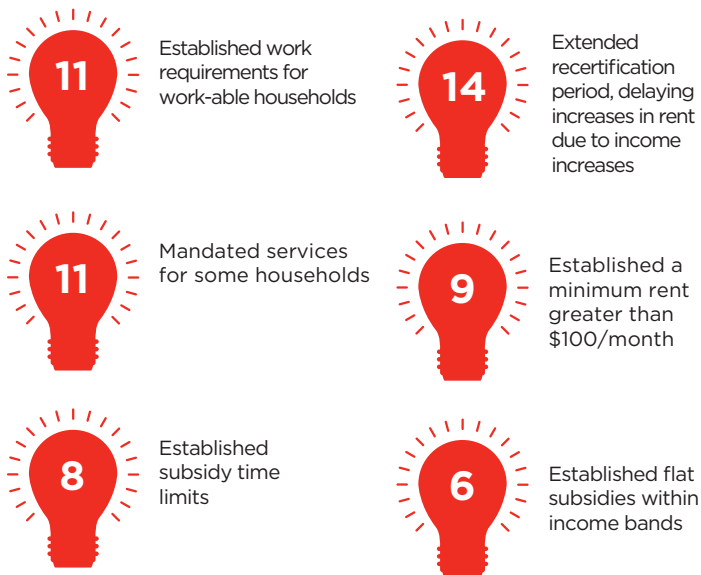 11
Established work
requirements for
work-able households
14
Extended
recertification
period, delaying
increases in rent
due to income
increases
11
Mandated services
for some households
9
Established a
minimum rent
greater than
$100/month
8
Established
subsidy time
limits
6
Established flat
subsidies within
income bands